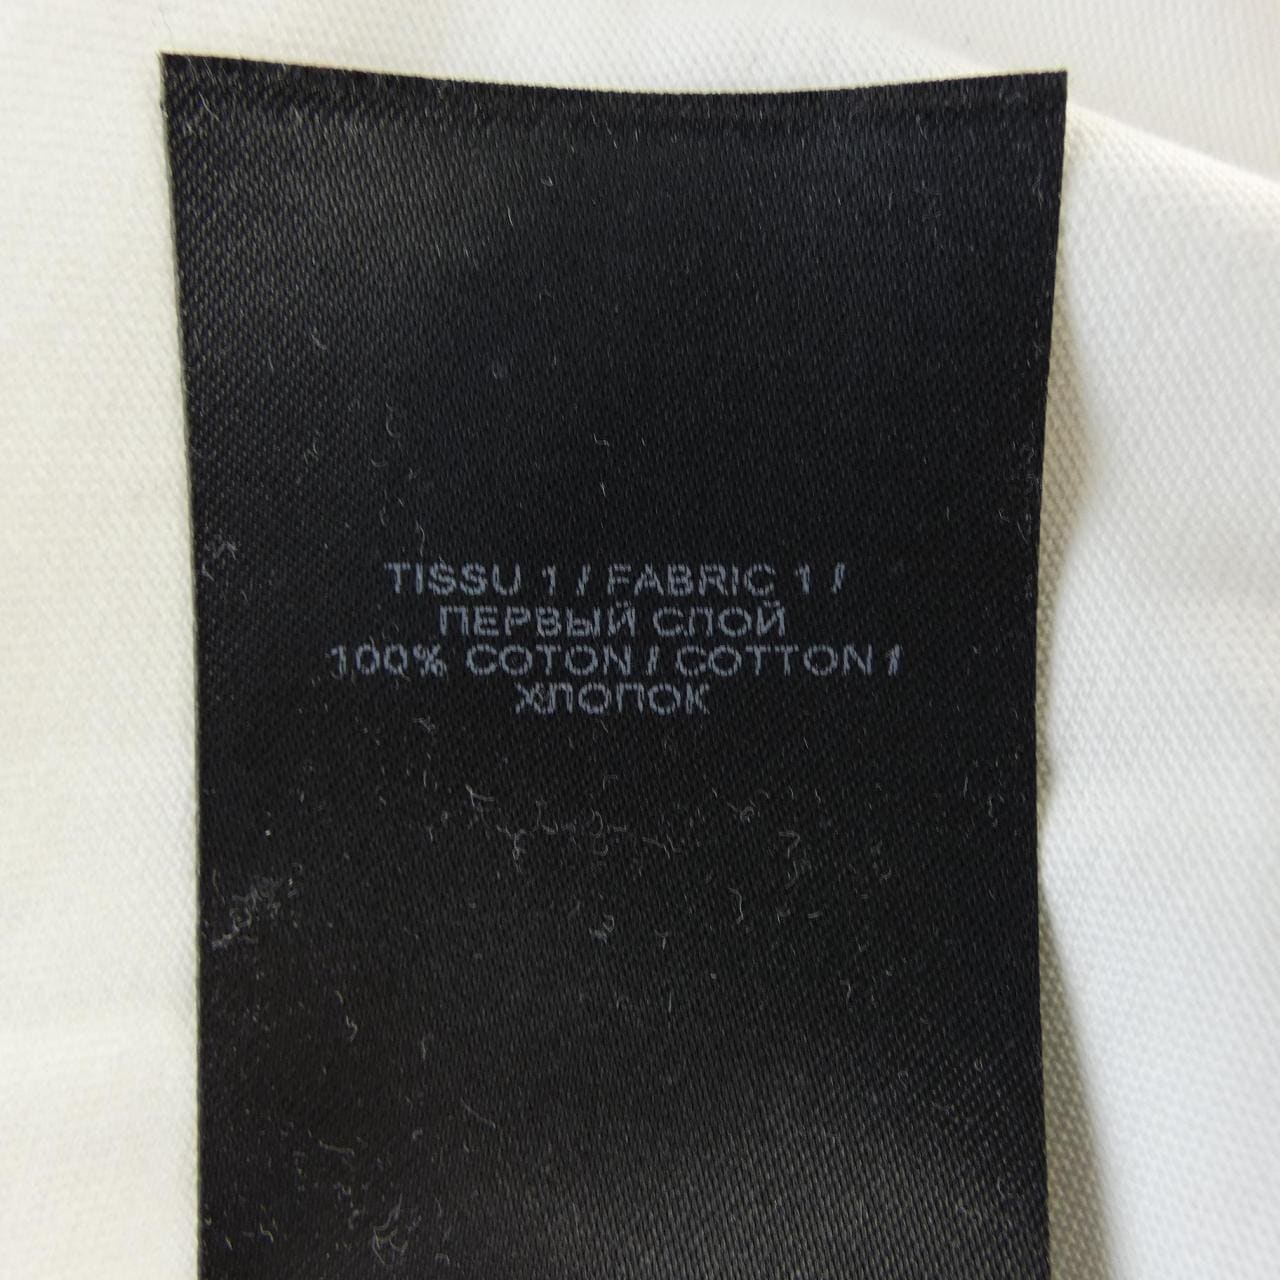 TISSU 1 / FABRIC 1 /
ПЕРВЫЙ СЛОЙ
100% COTON / COTTON /
ХЛОПОК